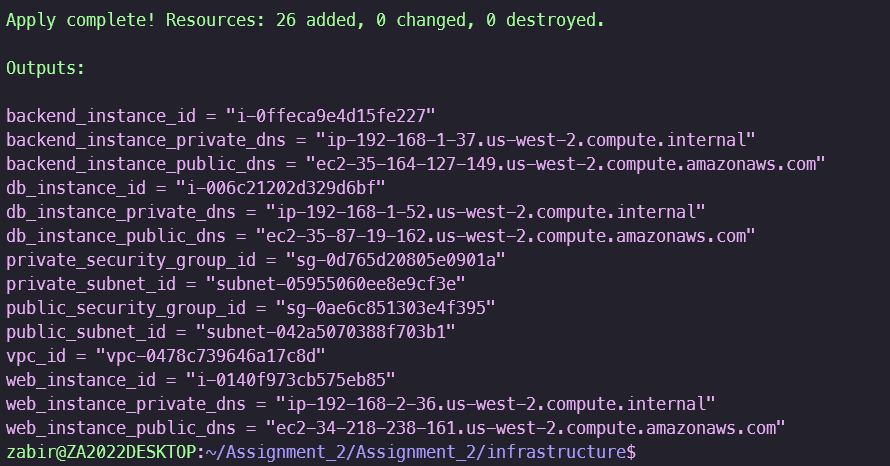 Apply complete! Resources: 26 added, 0 changed, 0 destroyed.
Outputs:
backend_instance_id = "i-0ffeca9e4d15fe227"
backend_instance_private_dns = "ip-192-168-1-37.us-west-2.compute.internal"
backend_instance_public_dns = "ec2-35-164-127-149.us-west-2.compute.amazonaws.com"
db_instance_id = "i-006c21202d329d6bf"
db_instance_private_dns = "ip-192-168-1-52.us-west-2.compute.internal"
db_instance_public_dns = "ec2-35-87-19-162.us-west-2.compute.amazonaws.com"
private_security_group_id = "sg-0d765d20805e0901a"
private_subnet_id = "subnet-05955060ee8e9cf3e"
public_security_group_id = "sg-0ae6c851303e4f395"
public_subnet_id = "subnet-042a5070388f703b1"
vpc_id = "vpc-0478c739646a17c8d"
web_instance_id = "i-0140f973cb575eb85"
web_instance_private_dns = "ip-192-168-2-36.us-west-2.compute.internal"
web_instance_public_dns = "ec2-34-218-238-161.us-west-2.compute.amazonaws.com"
zabir@ZA2022DESKTOP:~/Assignment_2/Assignment_2/infrastructure$